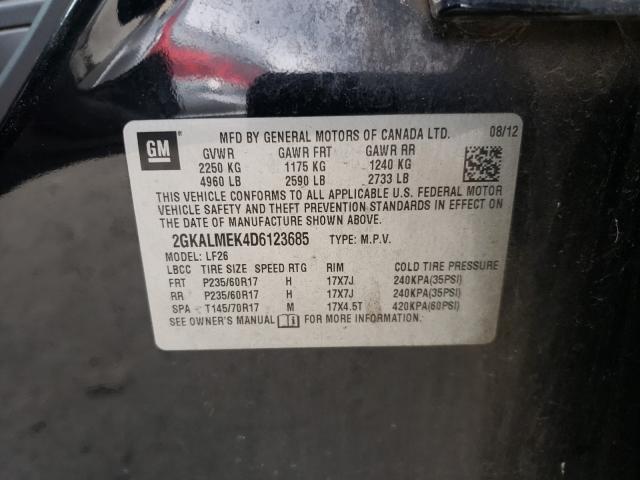 MFD BY GENERAL MOTORS OF CANADA LTD. 08/12
GM
GVWR GAWR FRT GAWR RR
2250 KG 1175 KG 1240 KG
4960 LB 2590 LB 2733 LB
THIS VEHICLE CONFORMS TO ALL APPLICABLE U.S. FEDERAL MOTOR
VEHICLE SAFETY AND THEFT PREVENTION STANDARDS IN EFFECT ON
THE DATE OF MANUFACTURE SHOWN ABOVE.
2GKALMEK4D6123685 TYPE: M.P.V.
MODEL: LF26
LBCC TIRE SIZE SPEED RTG RIM COLD TIRE PRESSURE
FRT P235/60R17 H 17X7J 240KPA(35PSI)
RR P235/60R17 H 17X7J 240KPA(35PSI)
SPA T145/70R17 M 17X4.5T 420KPA(60PSI)
SEE OWNER'S MANUAL FOR MORE INFORMATION.